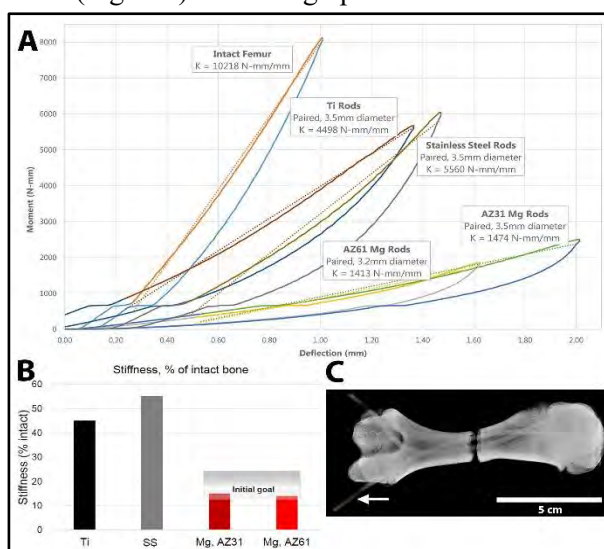 A
Intact Femur
K = 10218 N-mm/mm
Ti Rods
Paired, 3.5mm diameter
K = 4498 N-mm/mm
Stainless Steel Rods
Paired, 3.5mm diameter
K = 5560 N-mm/mm
AZ31 Mg Rods
Paired, 3.5mm diameter
K = 1474 N-mm/mm
AZ61 Mg Rods
Paired, 3.2mm diameter
K = 1413 N-mm/mm
Moment (N-mm)
8000
7000
6000
5000
4000
3000
2000
1000
0
0.00 0.20 0.40 0.60 0.80 1.00 1.20 1.40 1.60 1.80 2.00
Deflection (mm)
B
Stiffness, % of intact bone
Stiffness (% intact)
60
50
40
30
20
10
0
Initial goal
Ti SS Mg, AZ31 Mg, AZ61
C
5 cm